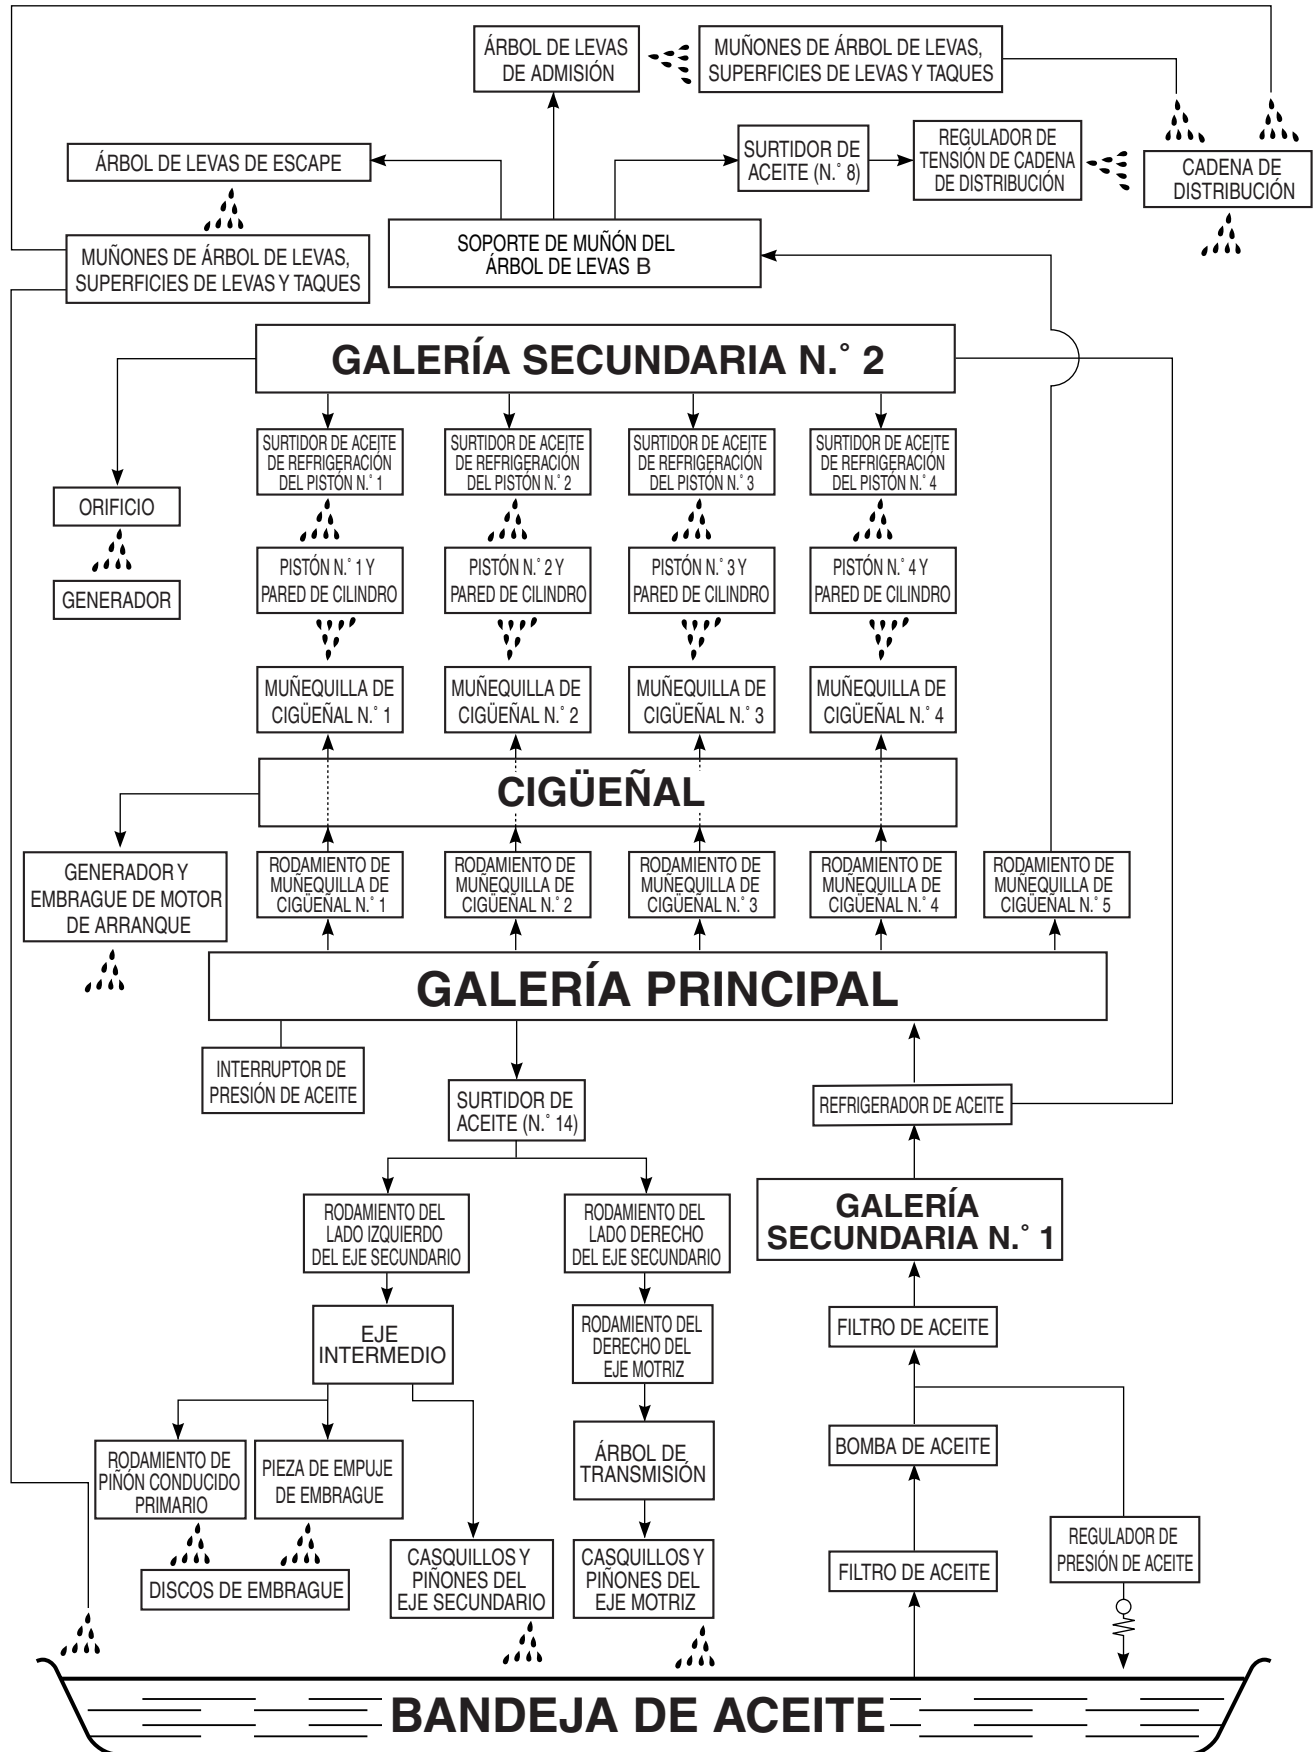 ÁRBOL DE LEVAS
DE ADMISIÓN
MUÑONES DE ÁRBOL DE LEVAS,
SUPERFICIES DE LEVAS Y TAQUES
ÁRBOL DE LEVAS DE ESCAPE
SURTIDOR DE
ACEITE (N.° 8)
REGULADOR DE
TENSIÓN DE CADENA
DE DISTRIBUCIÓN
CADENA DE
DISTRIBUCIÓN
MUÑONES DE ÁRBOL DE LEVAS,
SUPERFICIES DE LEVAS Y TAQUES
SOPORTE DE MUÑÓN DEL
ÁRBOL DE LEVAS B
GALERÍA SECUNDARIA N.° 2
SURTIDOR DE ACEITE
DE REFRIGERACIÓN
DEL PISTÓN N.° 1
SURTIDOR DE ACEITE
DE REFRIGERACIÓN
DEL PISTÓN N.° 2
SURTIDOR DE ACEITE
DE REFRIGERACIÓN
DEL PISTÓN N.° 3
SURTIDOR DE ACEITE
DE REFRIGERACIÓN
DEL PISTÓN N.° 4
ORIFICIO
GENERADOR
PISTÓN N.° 1 Y
PARED DE CILINDRO
PISTÓN N.° 2 Y
PARED DE CILINDRO
PISTÓN N.° 3 Y
PARED DE CILINDRO
PISTÓN N.° 4 Y
PARED DE CILINDRO
MUÑEQUILLA DE
CIGÜEÑAL N.° 1
MUÑEQUILLA DE
CIGÜEÑAL N.° 2
MUÑEQUILLA DE
CIGÜEÑAL N.° 3
MUÑEQUILLA DE
CIGÜEÑAL N.° 4
CIGÜEÑAL
GENERADOR Y
EMBRAGUE DE MOTOR
DE ARRANQUE
RODAMIENTO DE
MUÑEQUILLA DE
CIGÜEÑAL N.° 1
RODAMIENTO DE
MUÑEQUILLA DE
CIGÜEÑAL N.° 2
RODAMIENTO DE
MUÑEQUILLA DE
CIGÜEÑAL N.° 3
RODAMIENTO DE
MUÑEQUILLA DE
CIGÜEÑAL N.° 4
RODAMIENTO DE
MUÑEQUILLA DE
CIGÜEÑAL N.° 5
GALERÍA PRINCIPAL
INTERRUPTOR DE
PRESIÓN DE ACEITE
SURTIDOR DE
ACEITE (N.° 14)
REFRIGERADOR DE ACEITE
RODAMIENTO DEL
LADO IZQUIERDO
DEL EJE SECUNDARIO
RODAMIENTO DEL
LADO DERECHO
DEL EJE SECUNDARIO
GALERÍA
SECUNDARIA N.° 1
EJE
INTERMEDIO
RODAMIENTO DEL
DERECHO DEL
EJE MOTRIZ
FILTRO DE ACEITE
RODAMIENTO DE
PIÑÓN CONDUCIDO
PRIMARIO
PIEZA DE EMPUJE
DE EMBRAGUE
ÁRBOL DE
TRANSMISIÓN
BOMBA DE ACEITE
REGULADOR DE
PRESIÓN DE ACEITE
DISCOS DE EMBRAGUE
CASQUILLOS Y
PIÑONES DEL
EJE SECUNDARIO
CASQUILLOS Y
PIÑONES DEL
EJE MOTRIZ
FILTRO DE ACEITE
BANDEJA DE ACEITE